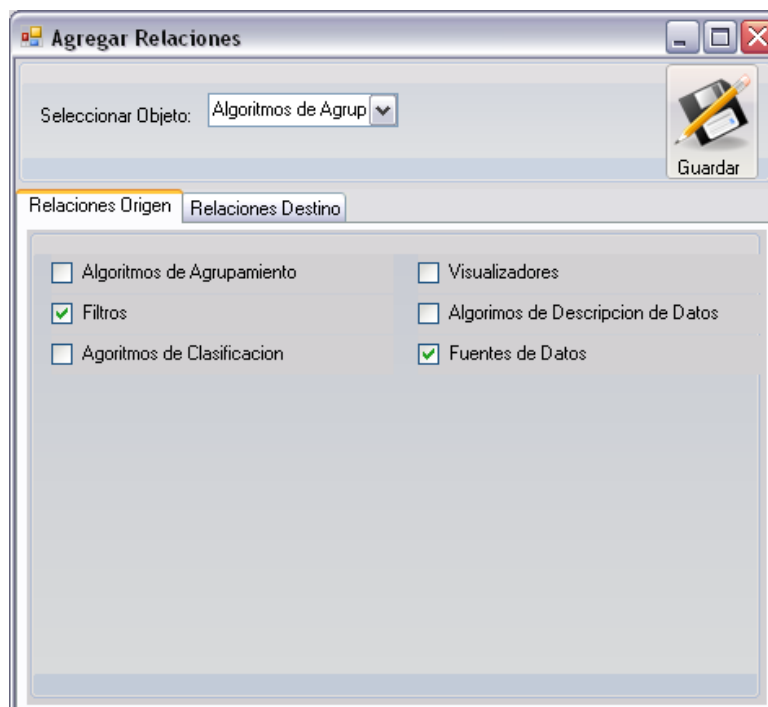 Agregar Relaciones
Seleccionar Objeto: Algoritmos de Agrup
Guardar
Relaciones Origen Relaciones Destino
Algoritmos de Agrupamiento Visualizadores
Filtros Algorimos de Descripcion de Datos
Agoritmos de Clasificacion Fuentes de Datos